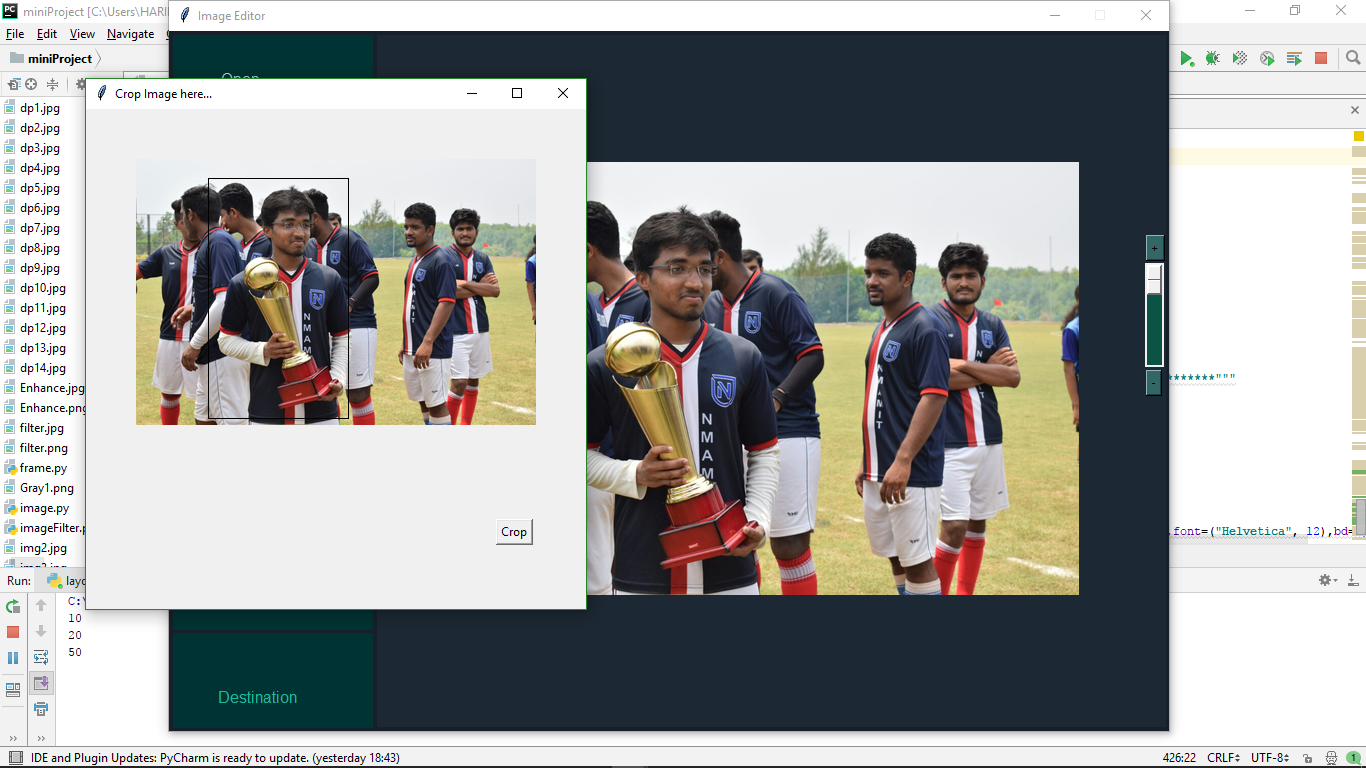 miniProject [C:\Users\HARI
Image Editor
File Edit View Navigate
miniProject
Open
Crop Image here...
dp1.jpg
dp2.jpg
dp3.jpg
dp4.jpg
dp5.jpg
dp6.jpg
dp7.jpg
dp8.jpg
dp9.jpg
dp10.jpg
dp11.jpg
dp12.jpg
dp13.jpg
dp14.jpg
Enhance.jpg
Enhance.png
filter.jpg
filter.png
frame.py
Gray1.png
image.py
imageFilter.p
img2.jpg
N
NMAM
N
NMAM
NMAMIT
+
-
*******"""
Crop
font=("Helvetica", 12),bd=
Run:
layo
C:\
10
20
50
Destination
IDE and Plugin Updates: PyCharm is ready to update. (yesterday 18:43)
426:22 CRLF UTF-8 1